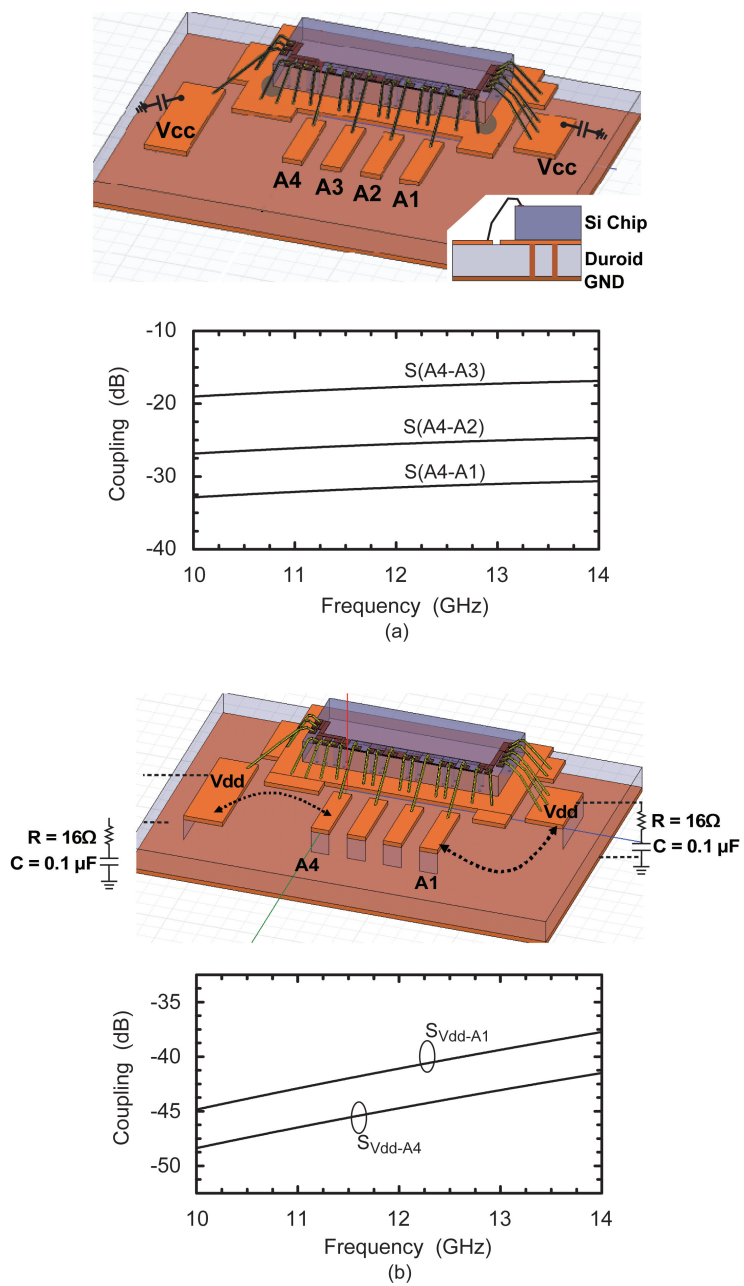 Vcc
Vcc
A4
A3
A2
A1
Si Chip
Duroid
GND
-10
-20
-30
-40
Coupling (dB)
S(A4-A3)
S(A4-A2)
S(A4-A1)
10
11
12
13
14
Frequency (GHz)
(a)
Vdd
Vdd
R = 16Ω
C = 0.1 μF
R = 16Ω
C = 0.1 μF
A4
A1
-35
-40
-45
-50
Coupling (dB)
SVdd-A1
SVdd-A4
10
11
12
13
14
Frequency (GHz)
(b)